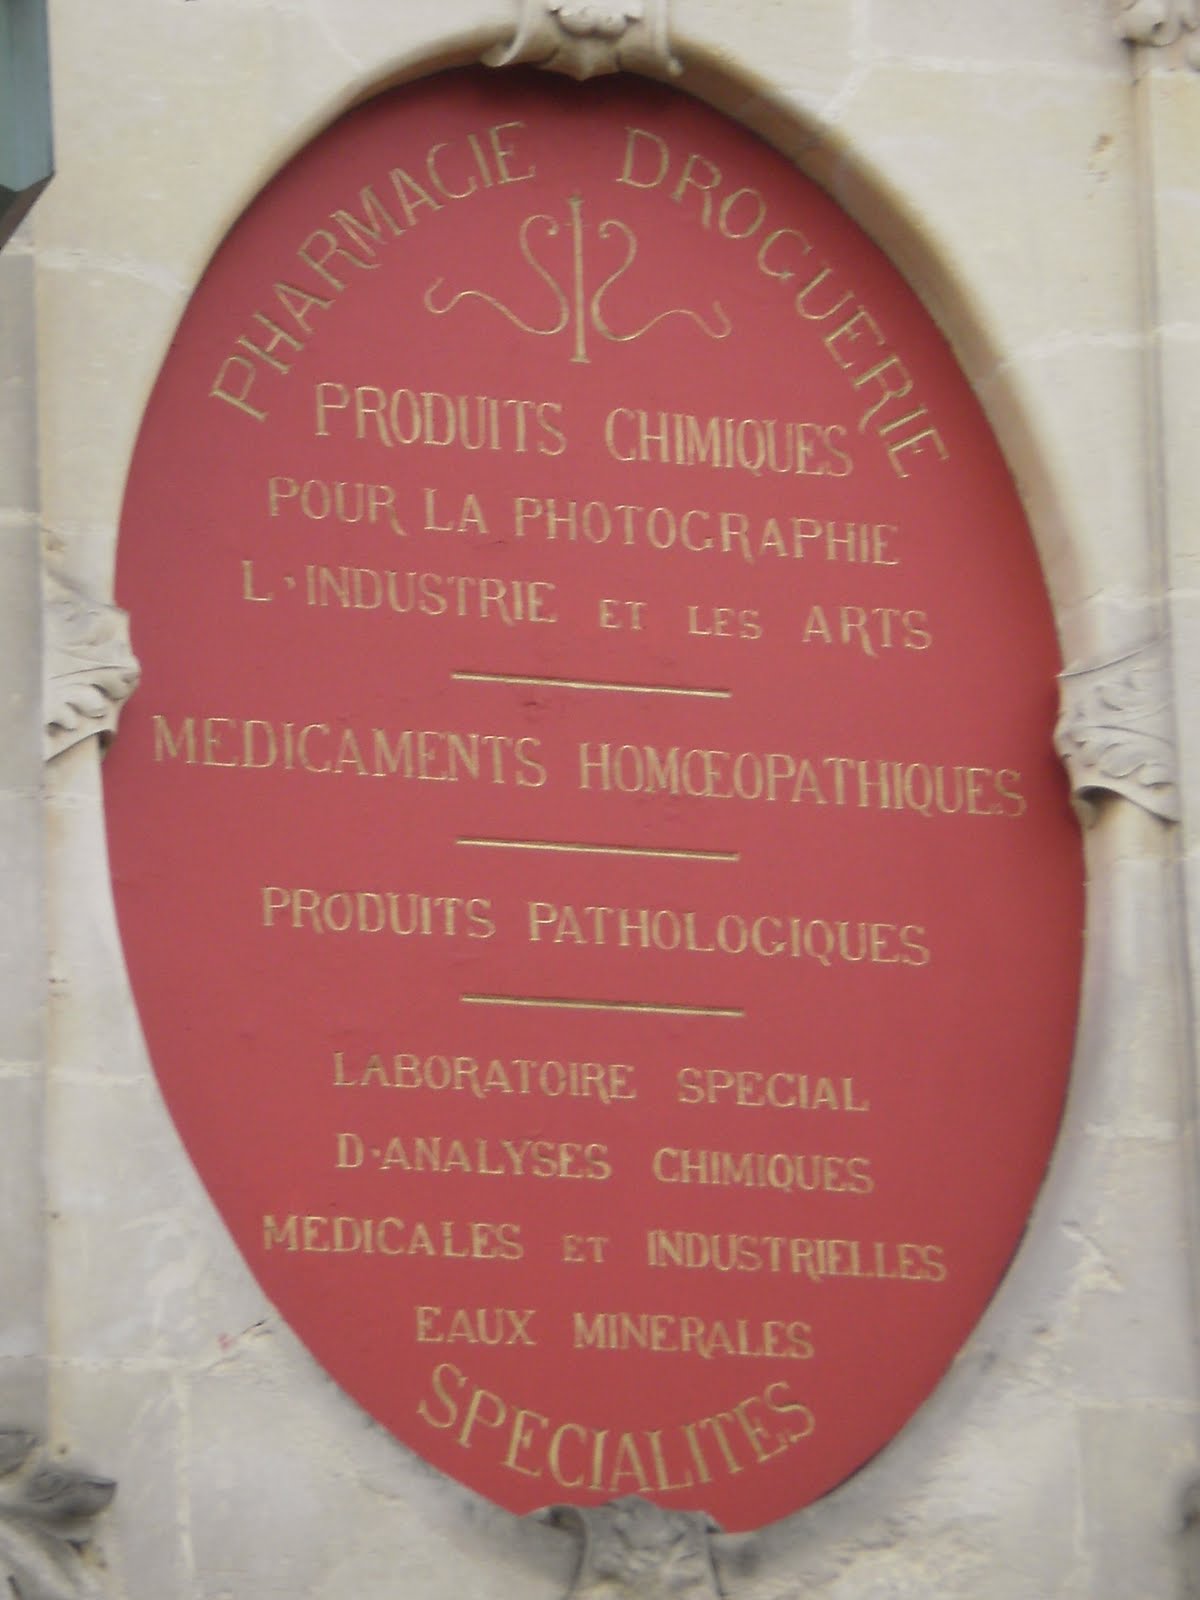 PHARMACIE DROGUERIE
PRODUITS CHIMIQUES
POUR LA PHOTOGRAPHIE
L'INDUSTRIE ET LES ARTS
MEDICAMENTS HOMŒOPATHIQUES
PRODUITS PATHOLOGIQUES
LABORATOIRE SPECIAL
D'ANALYSES CHIMIQUES
MEDICALES ET INDUSTRIELLES
EAUX MINERALES
SPECIALITES